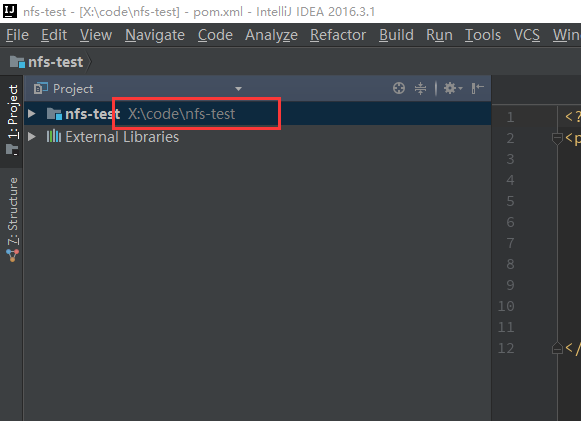 nfs-test - [X:\code\nfs-test] - pom.xml - IntelliJ IDEA 2016.3.1
File Edit View Navigate Code Analyze Refactor Build Run Tools VCS Win
nfs-test
1: Project
Project
nfs-test X:\code\nfs-test
External Libraries
7: Structure
1 <?
2 <p
3
4
5
6
7
8
9
10
11
12 </